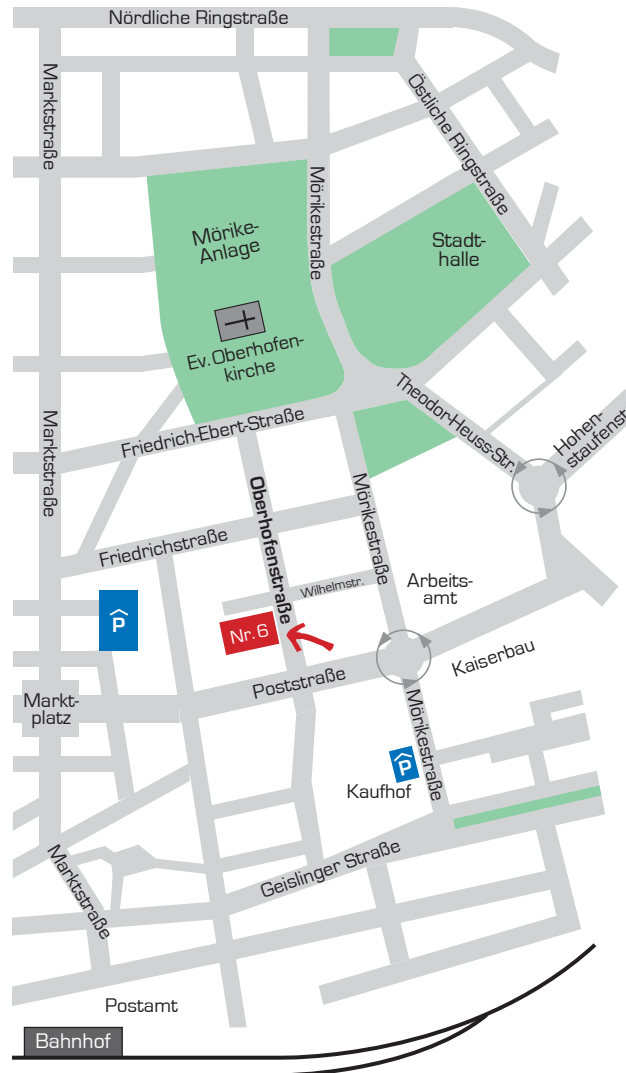 Nördliche Ringstraße
Marktstraße
Östliche Ringstraße
Mörikestraße
Mörike-
Anlage
Stadt-
halle
Ev. Oberhofen-
kirche
Theodor-Heuss-Str.
Hohen-
staufenst
Friedrich-Ebert-Straße
Marktstraße
Oberhofenstraße
Mörikestraße
Friedrichstraße
Wilhelmstr.
Arbeits-
amt
P
Nr. 6
Kaiserbau
Poststraße
Markt-
platz
Mörikestraße
P
Kaufhof
Marktstraße
Geislinger Straße
Postamt
Bahnhof